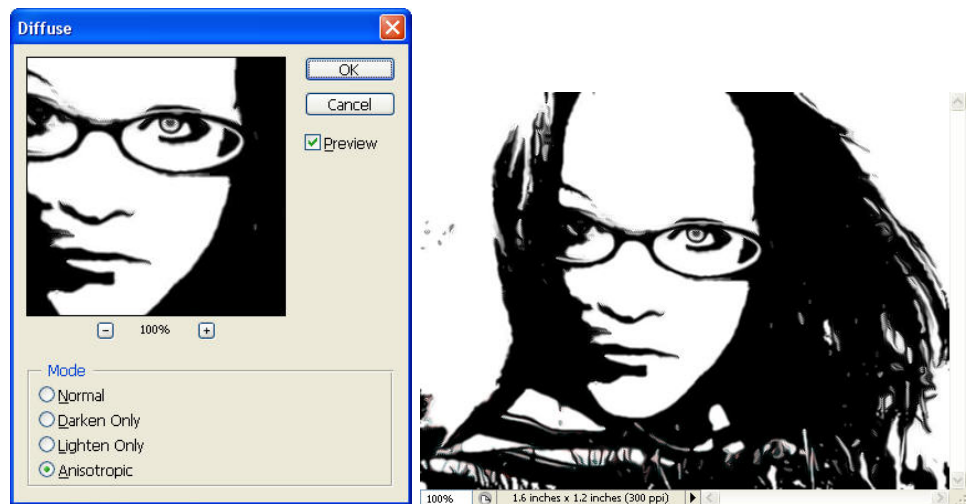 Diffuse
OK
Cancel
Preview
100%
Mode
Normal
Darken Only
Lighten Only
Anisotropic
100%
1.6 inches x 1.2 inches (300 ppi)